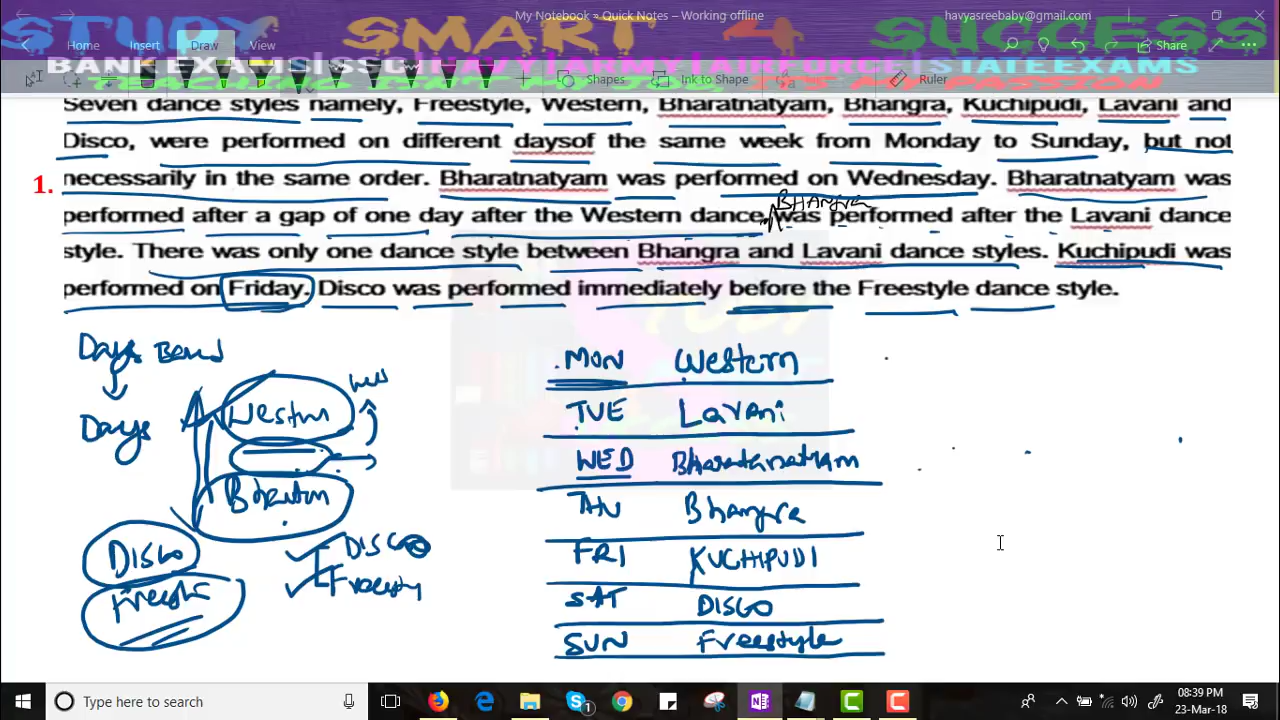 My Notebook » Quick Notes - Working offline
havyasreebaby@gmail.com
STUDY SMART 4 SUCCESS
Home Insert Draw View
Share
BANK EXAMS|SSC|NAVY|ARMY|AIRFORCE|STATE EXAMS
Shapes Ink to Shape Ruler
Seven dance styles namely, Freestyle, Western, Bharatnatyam, Bhangra, Kuchipudi, Lavani and
Disco, were performed on different daysof the same week from Monday to Sunday, but not
1. necessarily in the same order. Bharatnatyam was performed on Wednesday. Bharatnatyam was
Bhangra
performed after a gap of one day after the Western dance, was performed after the Lavani dance
style. There was only one dance style between Bhangra and Lavani dance styles. Kuchipudi was
performed on Friday. Disco was performed immediately before the Freestyle dance style.
Days
Days
Western
Disco
DISCO
MON Western
TUE Lavani
WED Bharatanatyam
Bhangra
FRI KUCHIPUDI
SAT DISCO
SUN Freestyle
Type here to search
08:39 PM
23-Mar-18